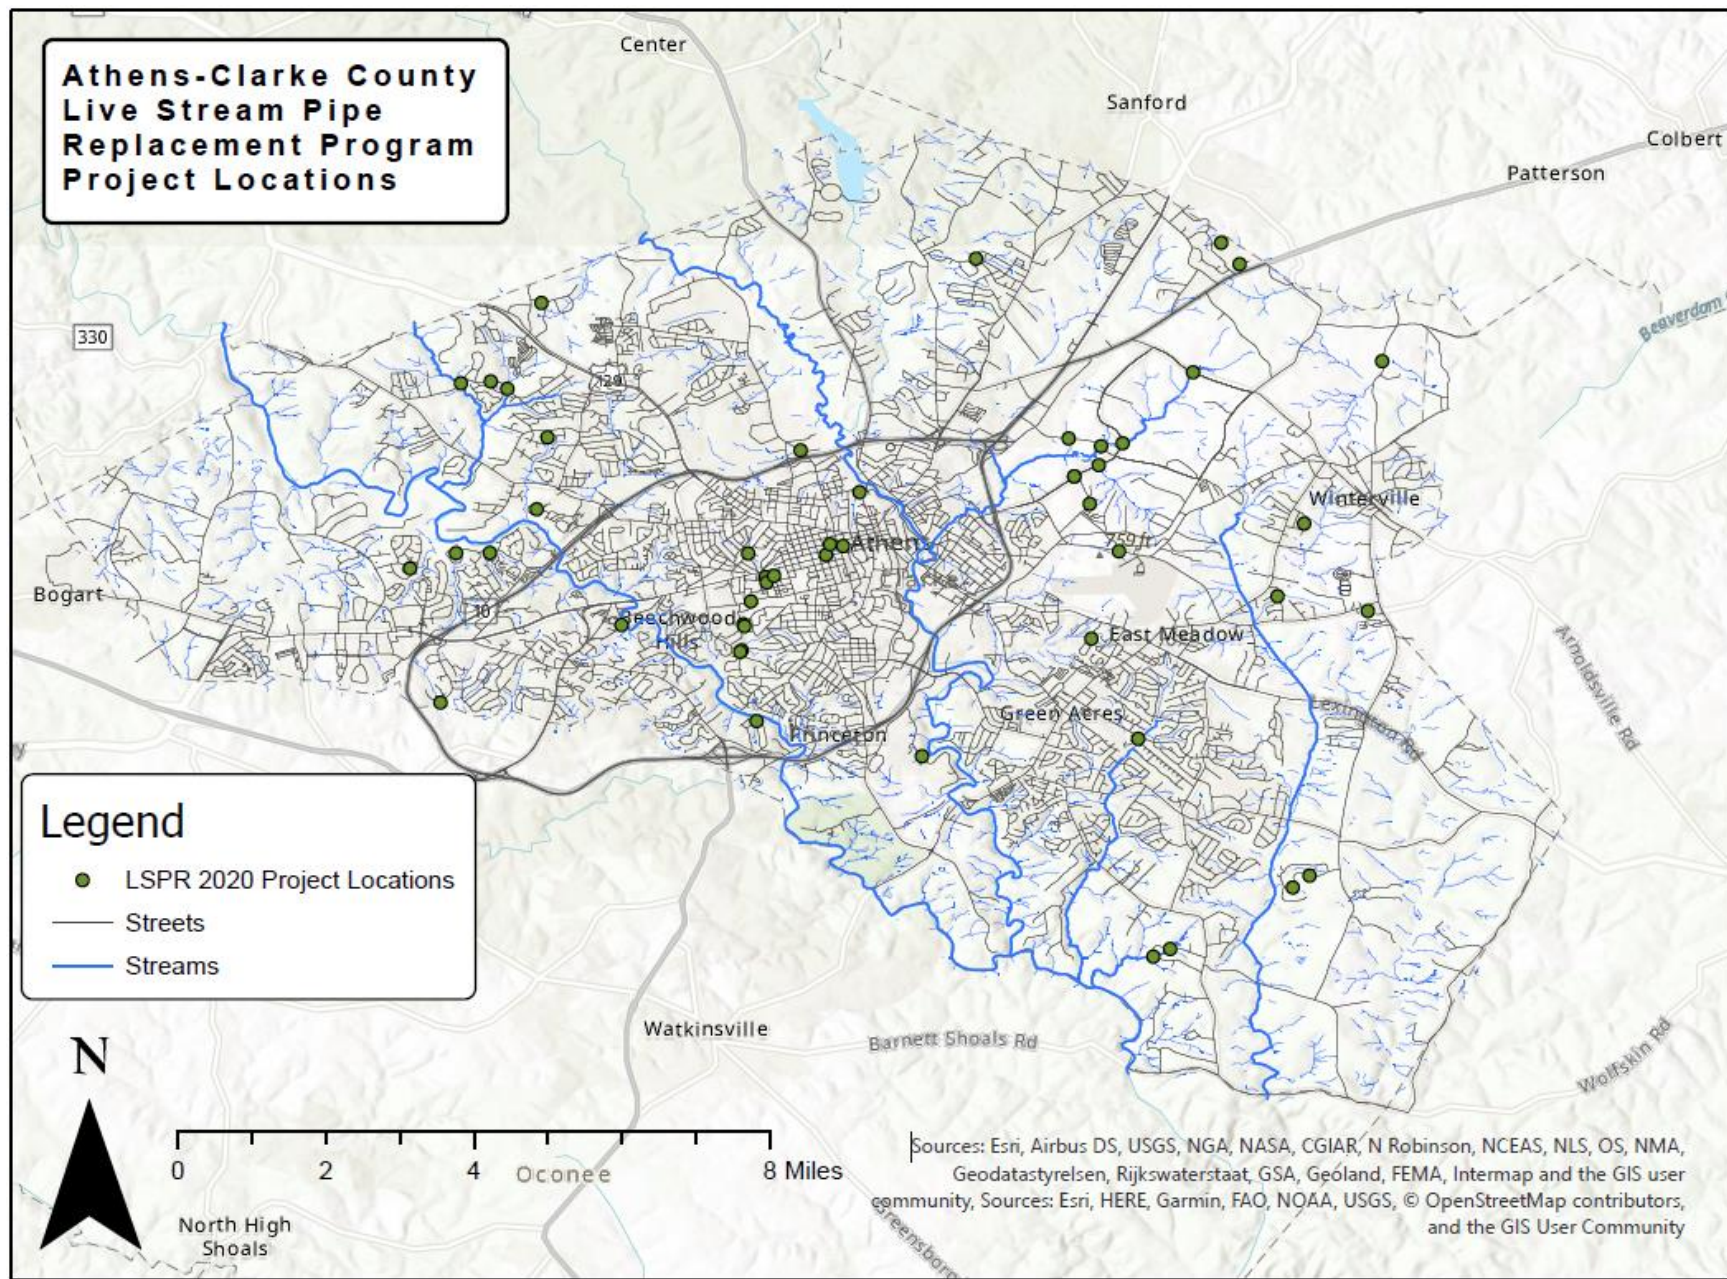 Athens-Clarke County
Live Stream Pipe
Replacement Program
Project Locations
Center
Sanford
Colbert
Patterson
330
Beaverdam
129
Winterville
Athens
759 ft
Bogart
10
Beechwood
Hills
East Meadow
Arnoldsville Rd
Green Acres
Lexington Rd
Princeton
Legend
LSPR 2020 Project Locations
Streets
Streams
Watkinsville
Barnett Shoals Rd
Wolfskin Rd
N
0 2 4 8 Miles
Oconee
North High
Shoals
Sources: Esri, Airbus DS, USGS, NGA, NASA, CGIAR, N Robinson, NCEAS, NLS, OS, NMA,
Geodatastyrelsen, Rijkswaterstaat, GSA, Geoland, FEMA, Intermap and the GIS user
community, Sources: Esri, HERE, Garmin, FAO, NOAA, USGS, © OpenStreetMap contributors,
and the GIS User Community